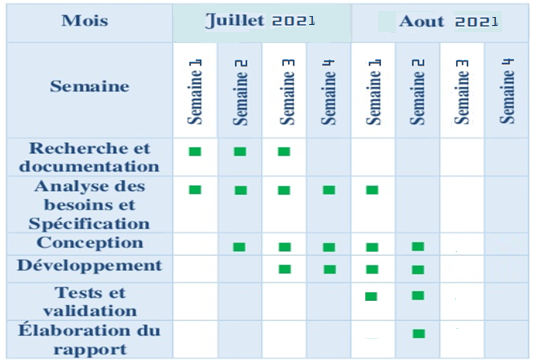 Mois Juillet 2021 Aout 2021
Semaine Semaine 1 Semaine 2 Semaine 3 Semaine 4 Semaine 1 Semaine 2 Semaine 3 Semaine 4
Recherche et
documentation
Analyse des
besoins et
Spécification
Conception
Développement
Tests et
validation
Élaboration du
rapport